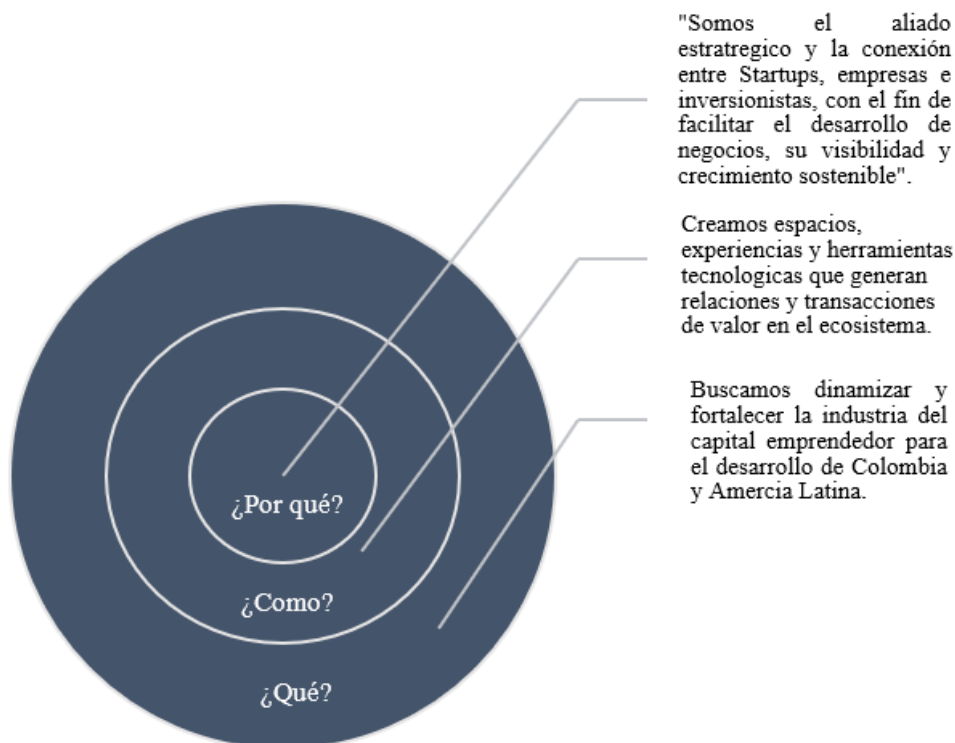 "Somos el aliado
estratregico y la conexión
entre Startups, empresas e
inversionistas, con el fin de
facilitar el desarrollo de
negocios, su visibilidad y
crecimiento sostenible".
Creamos espacios,
experiencias y herramientas
tecnologicas que generan
relaciones y transacciones
de valor en el ecosistema.
Buscamos dinamizar y
fortalecer la industria del
capital emprendedor para
el desarrollo de Colombia
y Amercia Latina.
¿Por qué?
¿Como?
¿Qué?